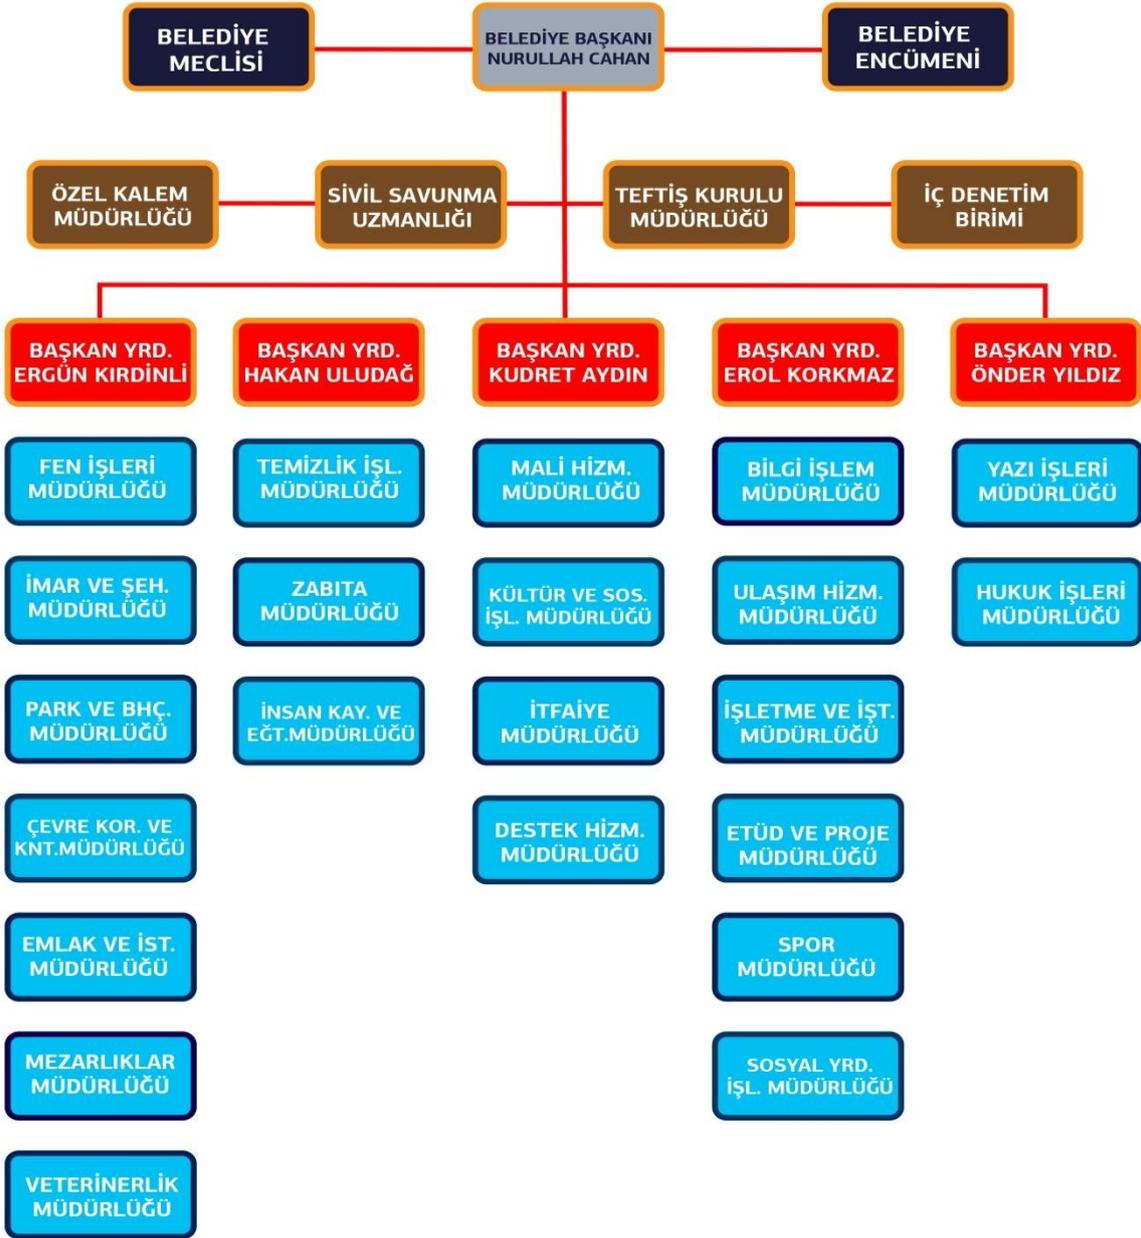 BELEDİYE
MECLİSİ
BELEDİYE BAŞKANI
NURULLAH CAHAN
BELEDİYE
ENCÜMENİ
ÖZEL KALEM
MÜDÜRLÜĞÜ
SİVİL SAVUNMA
UZMANLIĞI
TEFTİŞ KURULU
MÜDÜRLÜĞÜ
İÇ DENETİM
BİRİMİ
BAŞKAN YRD.
ERGÜN KIRDİNLİ
BAŞKAN YRD.
HAKAN ULUDAĞ
BAŞKAN YRD.
KUDRET AYDIN
BAŞKAN YRD.
EROL KORKMAZ
BAŞKAN YRD.
ÖNDER YILDIZ
FEN İŞLERİ
MÜDÜRLÜĞÜ
TEMİZLİK İŞL.
MÜDÜRLÜĞÜ
MALİ HİZM.
MÜDÜRLÜĞÜ
BİLGİ İŞLEM
MÜDÜRLÜĞÜ
YAZI İŞLERİ
MÜDÜRLÜĞÜ
İMAR VE ŞEH.
MÜDÜRLÜĞÜ
ZABITA
MÜDÜRLÜĞÜ
KÜLTÜR VE SOS.
İŞL. MÜDÜRLÜĞÜ
ULAŞIM HİZM.
MÜDÜRLÜĞÜ
HUKUK İŞLERİ
MÜDÜRLÜĞÜ
PARK VE BHÇ.
MÜDÜRLÜĞÜ
İNSAN KAY. VE
EĞT.MÜDÜRLÜĞÜ
İTFAİYE
MÜDÜRLÜĞÜ
İŞLETME VE İŞT.
MÜDÜRLÜĞÜ
ÇEVRE KOR. VE
KNT.MÜDÜRLÜĞÜ
DESTEK HİZM.
MÜDÜRLÜĞÜ
ETÜD VE PROJE
MÜDÜRLÜĞÜ
EMLAK VE İST.
MÜDÜRLÜĞÜ
SPOR
MÜDÜRLÜĞÜ
MEZARLIKLAR
MÜDÜRLÜĞÜ
SOSYAL YRD.
İŞL. MÜDÜRLÜĞÜ
VETERİNERLİK
MÜDÜRLÜĞÜ